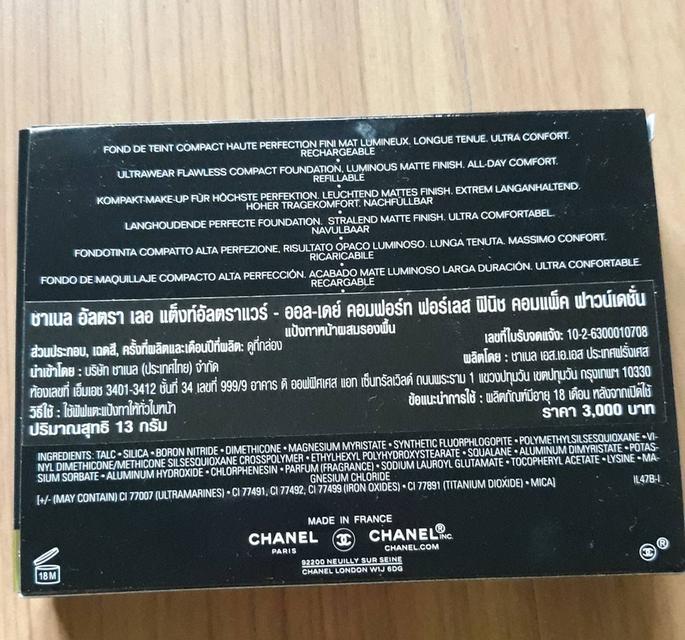 FOND DE TEINT COMPACT HAUTE PERFECTION FINI MAT LUMINEUX. LONGUE TENUE. ULTRA CONFORT.
RECHARGEABLE
•
ULTRAWEAR FLAWLESS COMPACT FOUNDATION. LUMINOUS MATTE FINISH. ALL-DAY COMFORT.
REFILLABLE
•
KOMPAKT-MAKE-UP FÜR HÖCHSTE PERFEKTION. LEUCHTEND MATTES FINISH. EXTREM LANGANHALTEND.
HOHER TRAGEKOMFORT. NACHFÜLLBAR
•
LANGHOUDENDE PERFECTE FOUNDATION. STRALEND MATTE FINISH. ULTRA COMFORTABEL.
NAVULBAAR
•
FONDOTINTA COMPATTO ALTA PERFEZIONE, RISULTATO OPACO LUMINOSO. LUNGA TENUTA. MASSIMO CONFORT.
RICARICABILE
•
FONDO DE MAQUILLAJE COMPACTO ALTA PERFECCIÓN. ACABADO MATE LUMINOSO LARGA DURACIÓN. ULTRA CONFORTABLE.
RECARGABLE
ชาเนล อัลตรา เลอ แต็งท์อัลตราแวร์ - ออล-เดย์ คอมฟอร์ท ฟอร์เลส ฟินิช คอมแพ็ค ฟาวน์เดชั่น
แป้งทาหน้าผสมรองพื้น
ส่วนประกอบ, เฉดสี, ครั้งที่ผลิตและเดือนปีที่ผลิต: ดูที่กล่อง เลขที่ใบรับจดแจ้ง: 10-2-6300010708
นำเข้าโดย : บริษัท ชาเนล (ประเทศไทย) จำกัด ผลิตโดย : ชาเนล เอส.เอ.เอส ประเทศฝรั่งเศส
ห้องเลขที่ เอ็มเอช 3401-3412 ชั้นที่ 34 เลขที่ 999/9 อาคาร ดิ ออฟฟิศเศส แอท เซ็นทรัลเวิลด์ ถนนพระราม 1 แขวงปทุมวัน เขตปทุมวัน กรุงเทพฯ 10330
วิธีใช้ : ใช้พัฟแตะแป้งทาให้ทั่วใบหน้า ข้อแนะนำการใช้ : ผลิตภัณฑ์มีอายุ 18 เดือน หลังจากเปิดใช้
ปริมาณสุทธิ 13 กรัม ราคา 3,000 บาท
INGREDIENTS: TALC • SILICA • BORON NITRIDE • DIMETHICONE • MAGNESIUM MYRISTATE • SYNTHETIC FLUORPHLOGOPITE • POLYMETHYLSILSESQUIOXANE • VI-
NYL DIMETHICONE/METHICONE SILSESQUIOXANE CROSSPOLYMER • ETHYLHEXYL POLYHYDROXYSTEARATE • SQUALANE • ALUMINUM DIMYRISTATE • POTAS-
SIUM SORBATE • ALUMINUM HYDROXIDE • CHLORPHENESIN • PARFUM (FRAGRANCE) • SODIUM LAUROYL GLUTAMATE • TOCOPHERYL ACETATE • LYSINE • MA-
GNESIUM CHLORIDE
[+/- (MAY CONTAIN) CI 77007 (ULTRAMARINES) • CI 77491, CI 77492, CI 77499 (IRON OXIDES) • CI 77891 (TITANIUM DIOXIDE) • MICA] IL47B-I
MADE IN FRANCE
CHANEL CHANEL® INC.
PARIS CHANEL.COM
92200 NEUILLY SUR SEINE
CHANEL LONDON W1J 6DG
18 M
®